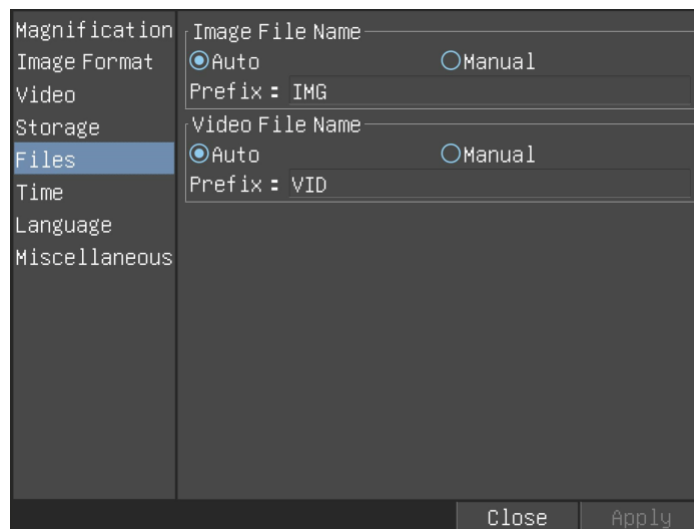 Magnification
Image Format
Video
Storage
Files
Time
Language
Miscellaneous
Image File Name
Auto Manual
Prefix: IMG
Video File Name
Auto Manual
Prefix: VID
Close Apply